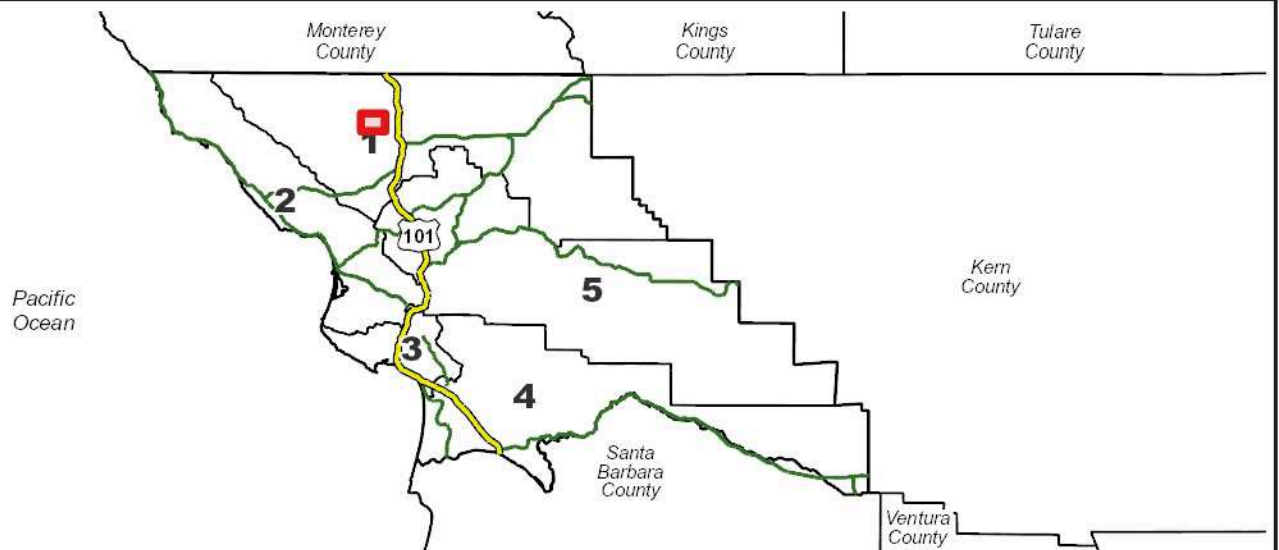 Monterey
County
Kings
County
Tulare
County
1
2
101
Kern
County
5
Pacific
Ocean
3
4
Santa
Barbara
County
Ventura
County